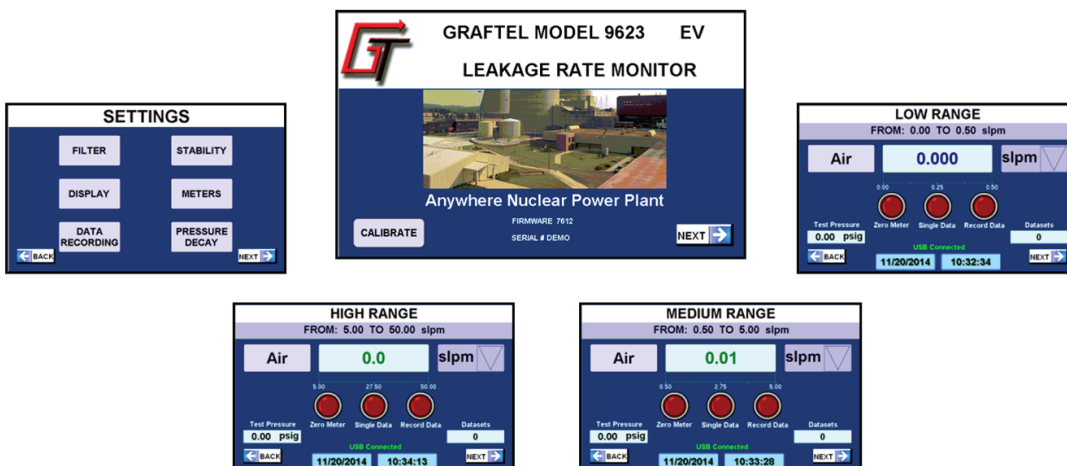 GT
GRAFTEL MODEL 9623 EV
LEAKAGE RATE MONITOR
Anywhere Nuclear Power Plant
FIRMWARE 7612
SERIAL # DEMO
CALIBRATE
NEXT
SETTINGS
FILTER
STABILITY
DISPLAY
METERS
DATA
RECORDING
PRESSURE
DECAY
BACK
NEXT
LOW RANGE
FROM: 0.00 TO 0.50 slpm
Air
0.000
slpm
0.00 0.25 0.50
Zero Meter Single Data Record Data
Test Pressure
0.00 psig
Datasets
0
USB Connected
BACK
11/20/2014
10:32:34
NEXT
HIGH RANGE
FROM: 5.00 TO 50.00 slpm
Air
0.0
slpm
5.00 27.50 50.00
Zero Meter Single Data Record Data
Test Pressure
0.00 psig
Datasets
0
USB Connected
BACK
11/20/2014
10:34:13
NEXT
MEDIUM RANGE
FROM: 0.50 TO 5.00 slpm
Air
0.01
slpm
0.50 2.75 5.00
Zero Meter Single Data Record Data
Test Pressure
0.00 psig
Datasets
0
USB Connected
BACK
11/20/2014
10:33:28
NEXT